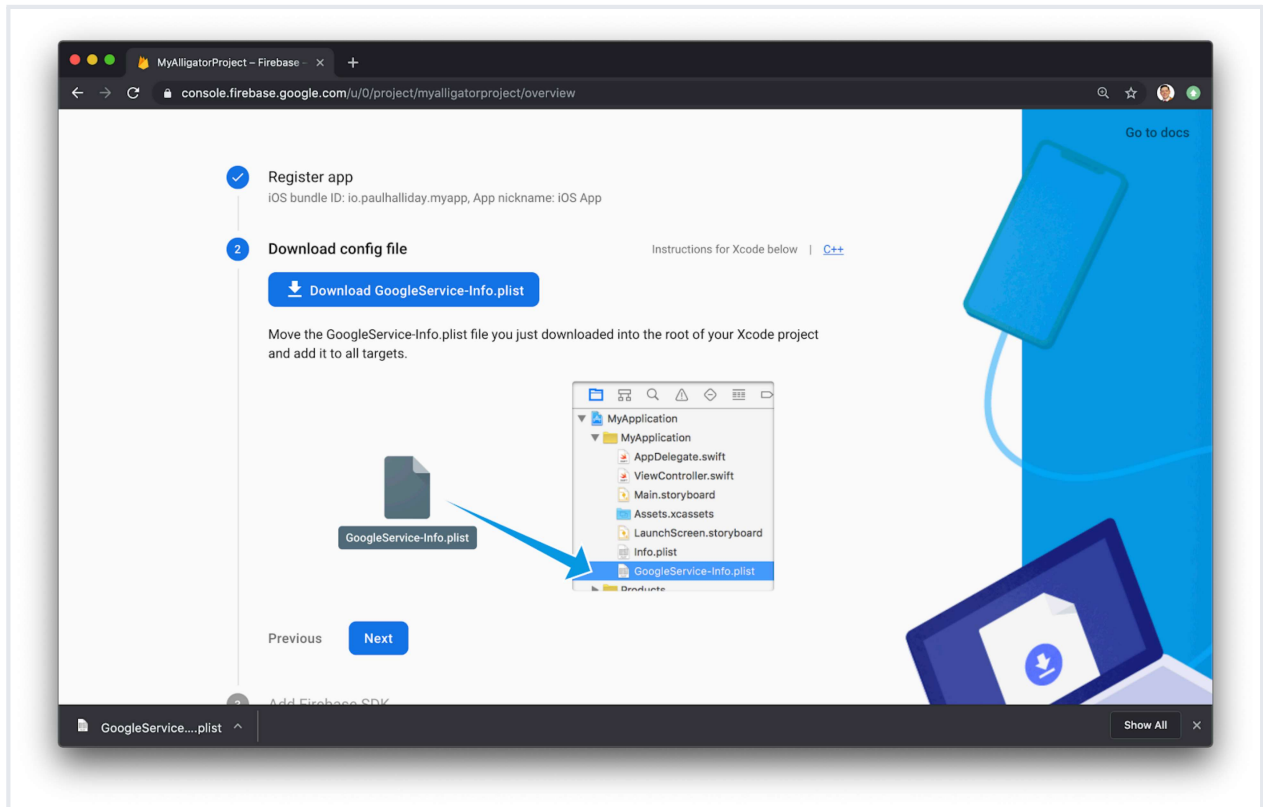 MyAlligatorProject – Firebase –
console.firebase.google.com/u/0/project/myalligatorproject/overview
Go to docs
Register app
iOS bundle ID: io.paulhalliday.myapp, App nickname: iOS App
2
Download config file
Instructions for Xcode below | C++
Download GoogleService-Info.plist
Move the GoogleService-Info.plist file you just downloaded into the root of your Xcode project
and add it to all targets.
MyApplication
MyApplication
AppDelegate.swift
ViewController.swift
Main.storyboard
Assets.xcassets
LaunchScreen.storyboard
Info.plist
GoogleService-Info.plist
Products
GoogleService-Info.plist
Previous
Next
3
Add Firebase SDK
GoogleService....plist
Show All